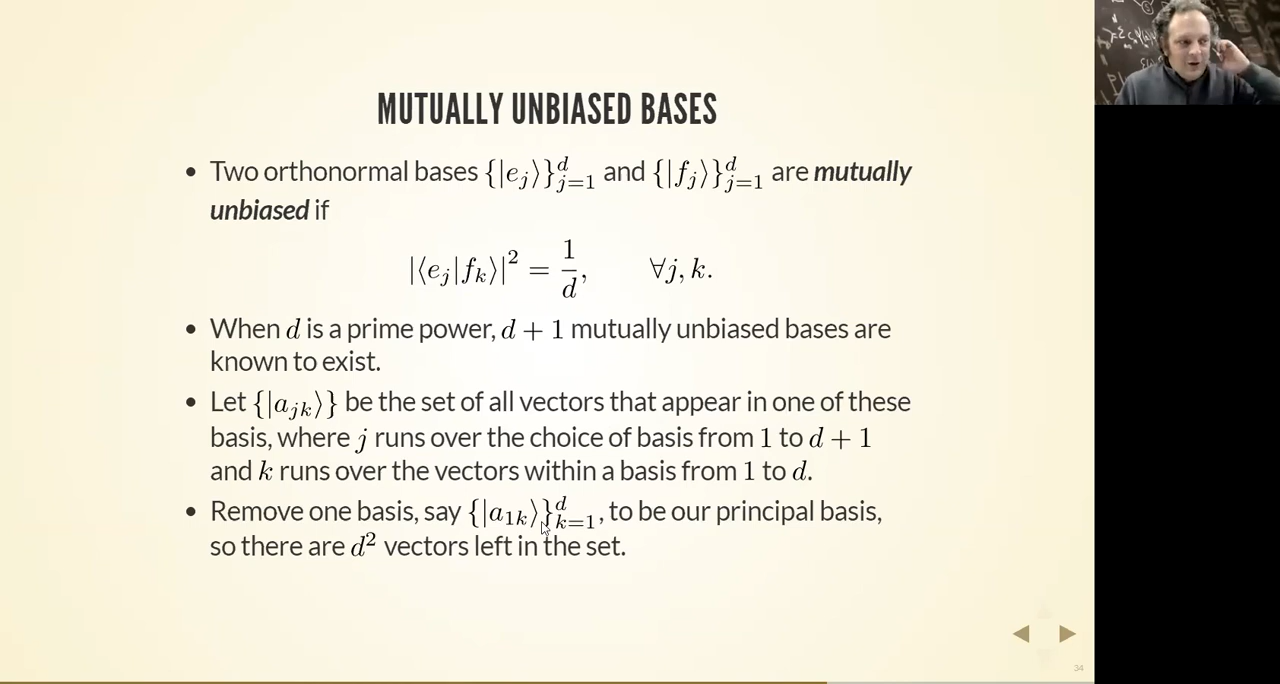 MUTUALLY UNBIASED BASES
• Two orthonormal bases {|e_j⟩}_{j=1}^d and {|f_j⟩}_{j=1}^d are mutually
unbiased if
|⟨e_j|f_k⟩|^2 = 1/d, ∀j, k.
• When d is a prime power, d + 1 mutually unbiased bases are
known to exist.
• Let {|a_{jk}⟩} be the set of all vectors that appear in one of these
basis, where j runs over the choice of basis from 1 to d + 1
and k runs over the vectors within a basis from 1 to d.
• Remove one basis, say {|a_{1k}⟩}_{k=1}^d, to be our principal basis,
so there are d^2 vectors left in the set.
34